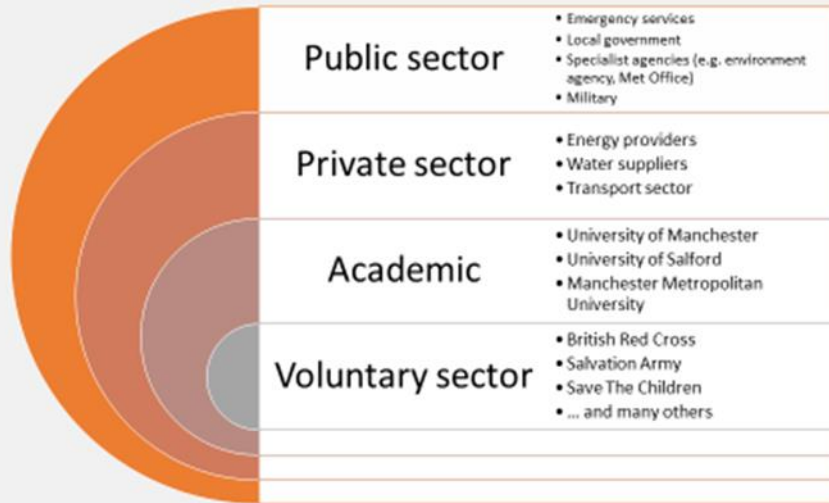 Public sector
• Emergency services
• Local government
• Specialist agencies (e.g. environment
agency, Met Office)
• Military
Private sector
• Energy providers
• Water suppliers
• Transport sector
Academic
• University of Manchester
• University of Salford
• Manchester Metropolitan
University
Voluntary sector
• British Red Cross
• Salvation Army
• Save The Children
• ... and many others